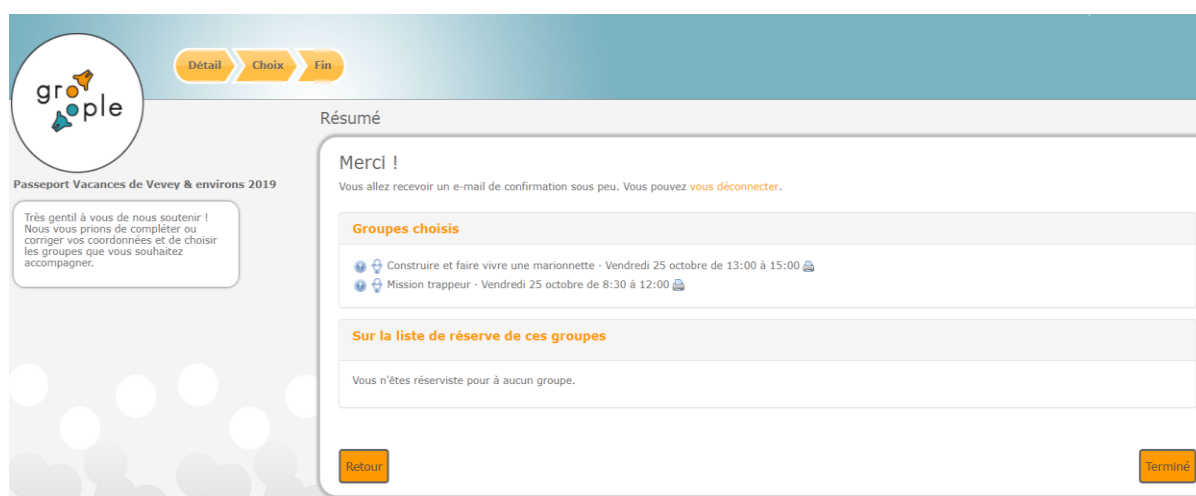 Détail Choix Fin
groople
Résumé
Passeport Vacances de Vevey & environs 2019
Très gentil à vous de nous soutenir !
Nous vous prions de compléter ou
corriger vos coordonnées et de choisir
les groupes que vous souhaitez
accompagner.
Merci !
Vous allez recevoir un e-mail de confirmation sous peu. Vous pouvez vous déconnecter.
Groupes choisis
Construire et faire vivre une marionnette - Vendredi 25 octobre de 13:00 à 15:00
Mission trappeur - Vendredi 25 octobre de 8:30 à 12:00
Sur la liste de réserve de ces groupes
Vous n'êtes réserviste pour à aucun groupe.
Retour
Terminé